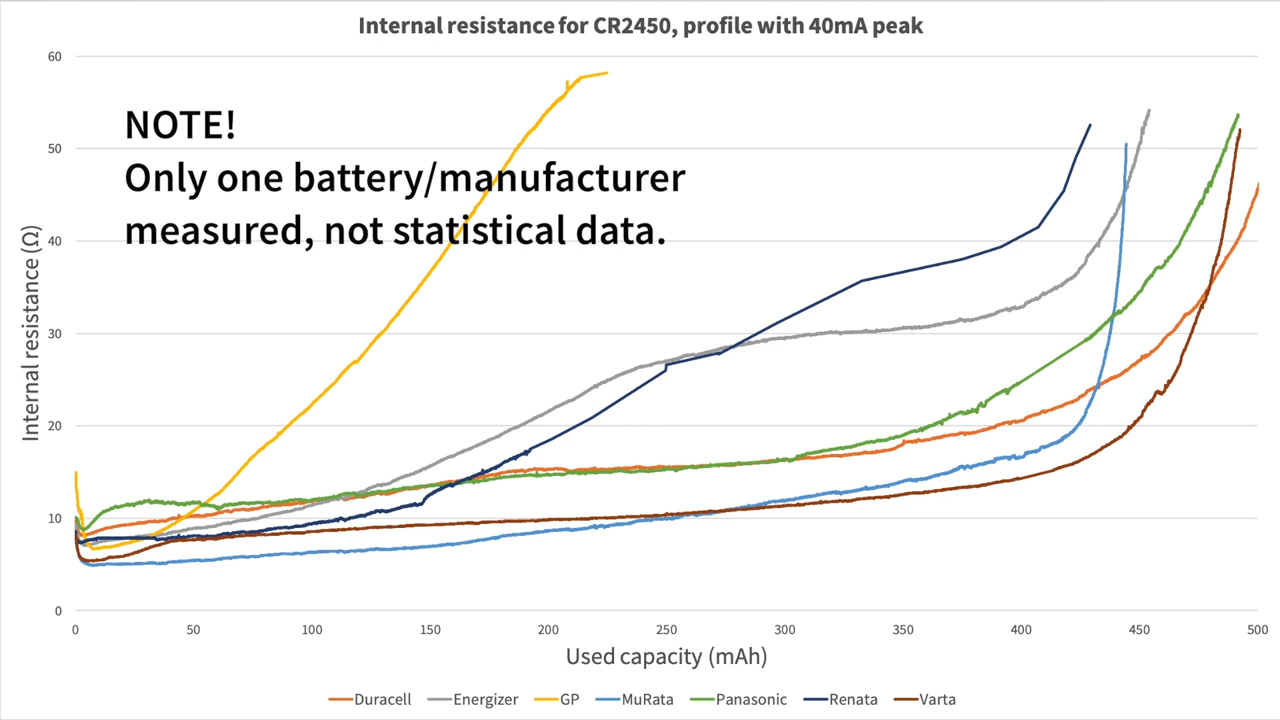 Internal resistance for CR2450, profile with 40mA peak
60
50
40
30
20
10
0
NOTE!
Only one battery/manufacturer
measured, not statistical data.
Internal resistance (Ω)
0 50 100 150 200 250 300 350 400 450 500
Used capacity (mAh)
Duracell Energizer GP MuRata Panasonic Renata Varta